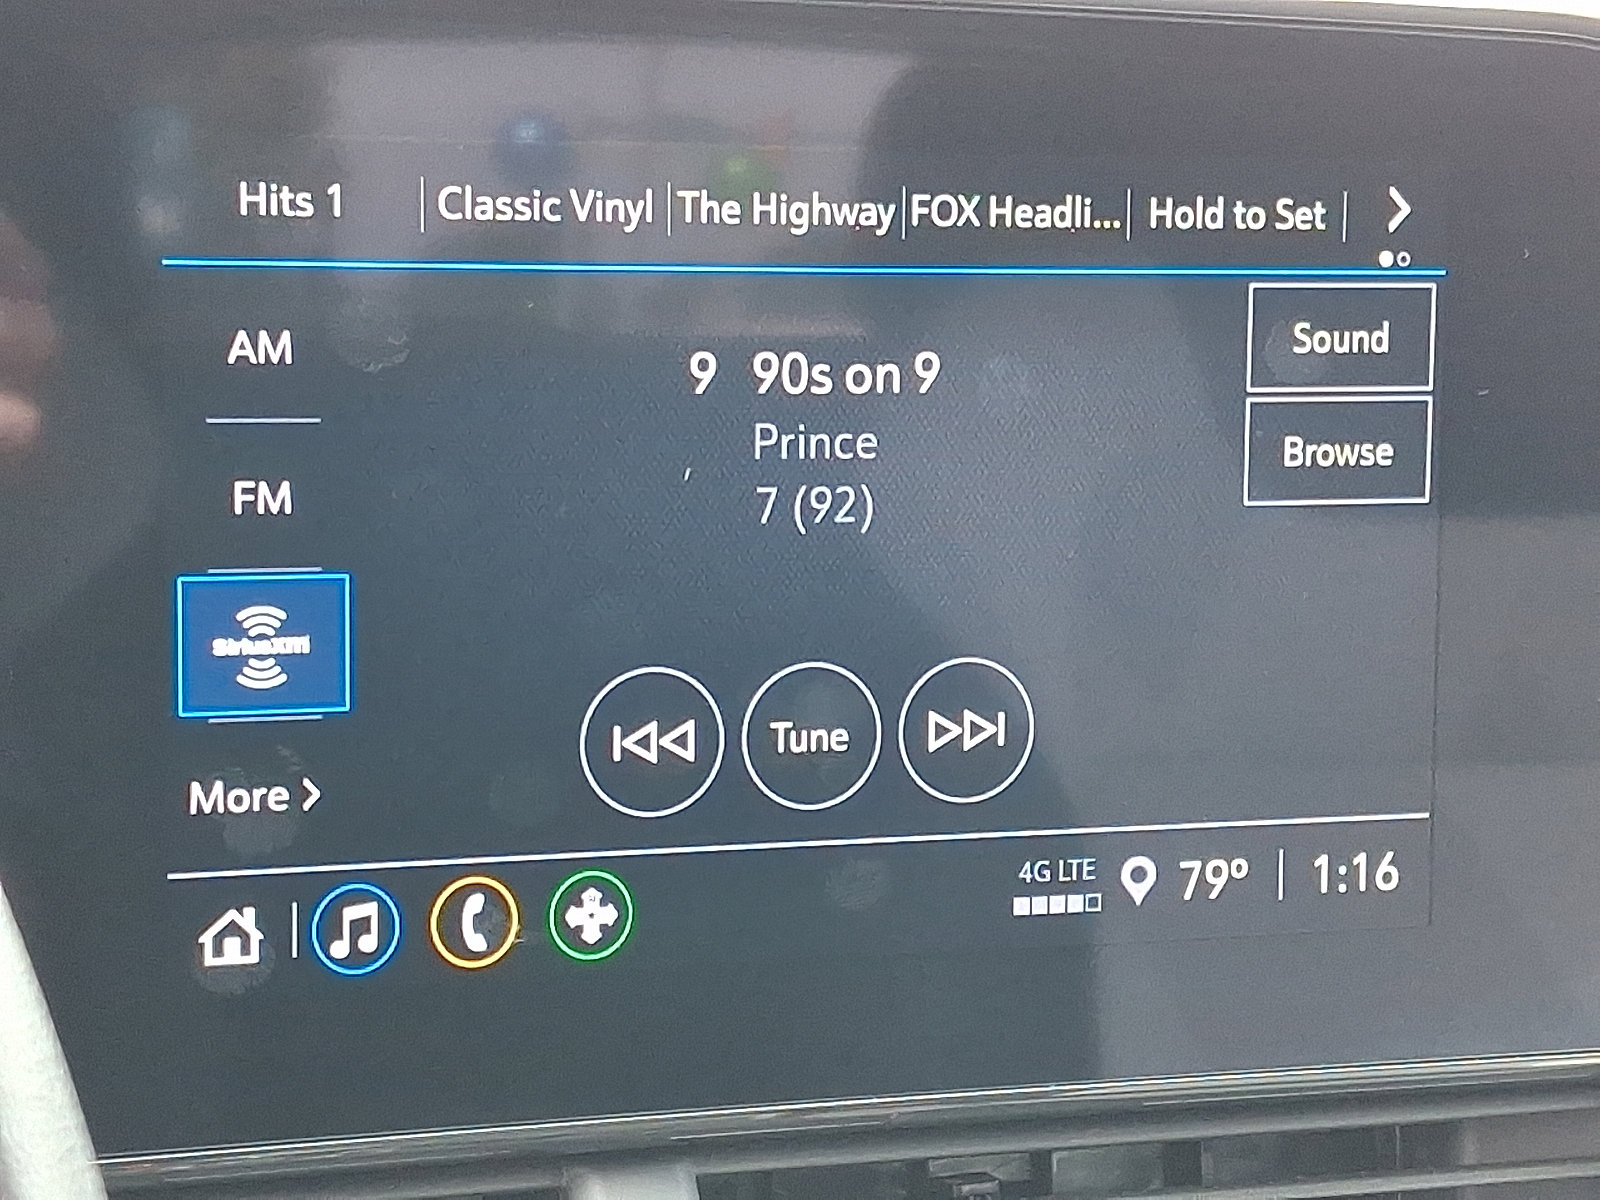 Hits 1 | Classic Vinyl | The Highway | FOX Headli... | Hold to Set |
AM
FM
SiriusXM
More
9 90s on 9
Prince
7 (92)
Sound
Browse
Tune
4G LTE
79° | 1:16